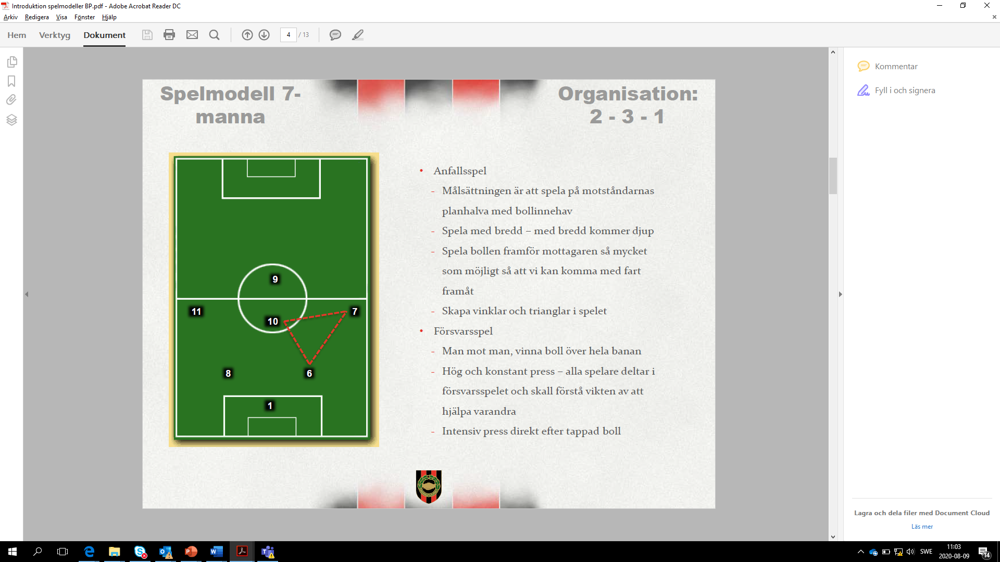 Introduktion spelmodeller BP.pdf - Adobe Acrobat Reader DC
Arkiv Redigera Visa Fönster Hjälp
Hem Verktyg Dokument 4 / 13
Kommentar
Fyll i och signera
Spelmodell 7-
manna
Organisation:
2 - 3 - 1
9
11
10
7
8
6
1
• Anfallsspel
- Målsättningen är att spela på motståndarnas
planhalva med bollinnehav
- Spela med bredd – med bredd kommer djup
- Spela bollen framför mottagaren så mycket
som möjligt så att vi kan komma med fart
framåt
- Skapa vinklar och trianglar i spelet
• Försvarsspel
- Man mot man, vinna boll över hela banan
- Hög och konstant press – alla spelare deltar i
försvarsspelet och skall förstå vikten av att
hjälpa varandra
- Intensiv press direkt efter tappad boll
Lagra och dela filer med Document Cloud
Läs mer
SWE
11:03
2020-08-09
14